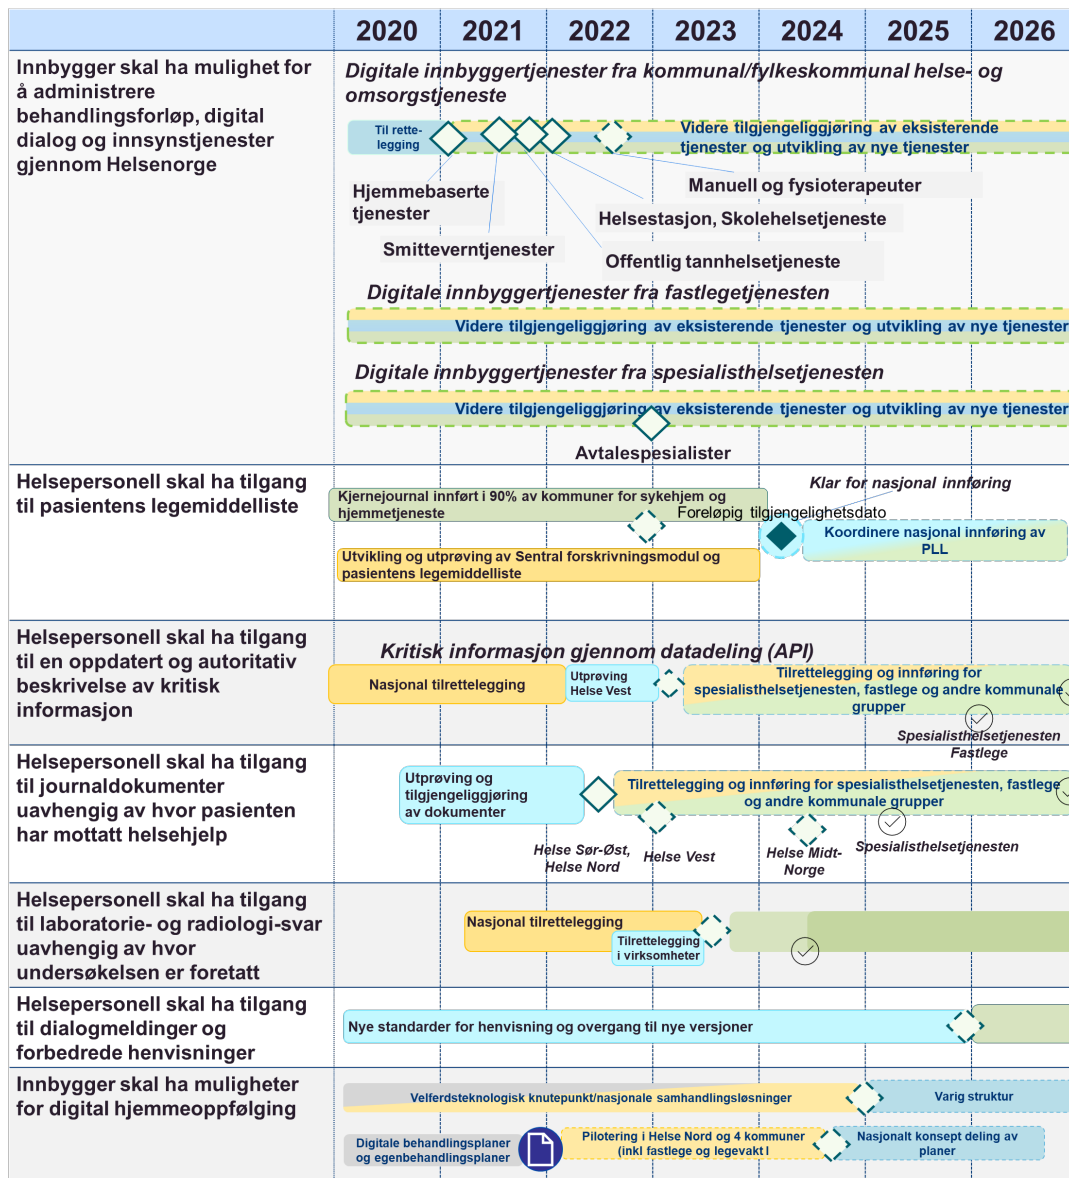 2020 2021 2022 2023 2024 2025 2026
Innbygger skal ha mulighet for
å administrere
behandlingsforløp, digital
dialog og innsynstjenester
gjennom Helsenorge
Digitale innbyggertjenester fra kommunal/fylkeskommunal helse- og
omsorgstjeneste
Til rette-
legging
Videre tilgjengeliggjøring av eksisterende
tjenester og utvikling av nye tjenester
Hjemmebaserte
tjenester
Manuell og fysioterapeuter
Helsestasjon, Skolehelsetjeneste
Smitteverntjenester
Offentlig tannhelsetjeneste
Digitale innbyggertjenester fra fastlegetjenesten
Videre tilgjengeliggjøring av eksisterende tjenester og utvikling av nye tjenester
Digitale innbyggertjenester fra spesialisthelsetjenesten
Videre tilgjengeliggjøring av eksisterende tjenester og utvikling av nye tjenester
Avtalespesialister
Helsepersonell skal ha tilgang
til pasientens legemiddelliste
Kjernejournal innført i 90% av kommuner for sykehjem og
hjemmetjeneste
Klar for nasjonal innføring
Foreløpig tilgjengelighetsdato
Koordinere nasjonal innføring av
PLL
Utvikling og utprøving av Sentral forskrivningsmodul og
pasientens legemiddelliste
Helsepersonell skal ha tilgang
til en oppdatert og autoritativ
beskrivelse av kritisk
informasjon
Kritisk informasjon gjennom datadeling (API)
Nasjonal tilrettelegging
Utprøving
Helse Vest
Tilrettelegging og innføring for
spesialisthelsetjenesten, fastlege og andre kommunale
grupper
Spesialisthelsetjenesten
Fastlege
Helsepersonell skal ha tilgang
til journaldokumenter
uavhengig av hvor pasienten
har mottatt helsehjelp
Utprøving og
tilgjengeliggjøring
av dokumenter
Tilrettelegging og innføring for spesialisthelsetjenesten, fastlege
og andre kommunale grupper
Helse Sør-Øst,
Helse Nord
Helse Vest
Helse Midt-
Norge
Spesialisthelsetjenesten
Helsepersonell skal ha tilgang
til laboratorie- og radiologi-svar
uavhengig av hvor
undersøkelsen er foretatt
Nasjonal tilrettelegging
Tilrettelegging
i virksomheter
Helsepersonell skal ha tilgang
til dialogmeldinger og
forbedrede henvisninger
Nye standarder for henvisning og overgang til nye versjoner
Innbygger skal ha muligheter
for digital hjemmeoppfølging
Velferdsteknologisk knutepunkt/nasjonale samhandlingsløsninger
Varig struktur
Digitale behandlingsplaner
og egenbehandlingsplaner
Pilotering i Helse Nord og 4 kommuner
(inkl fastlege og legevakt I
Nasjonalt konsept deling av
planer